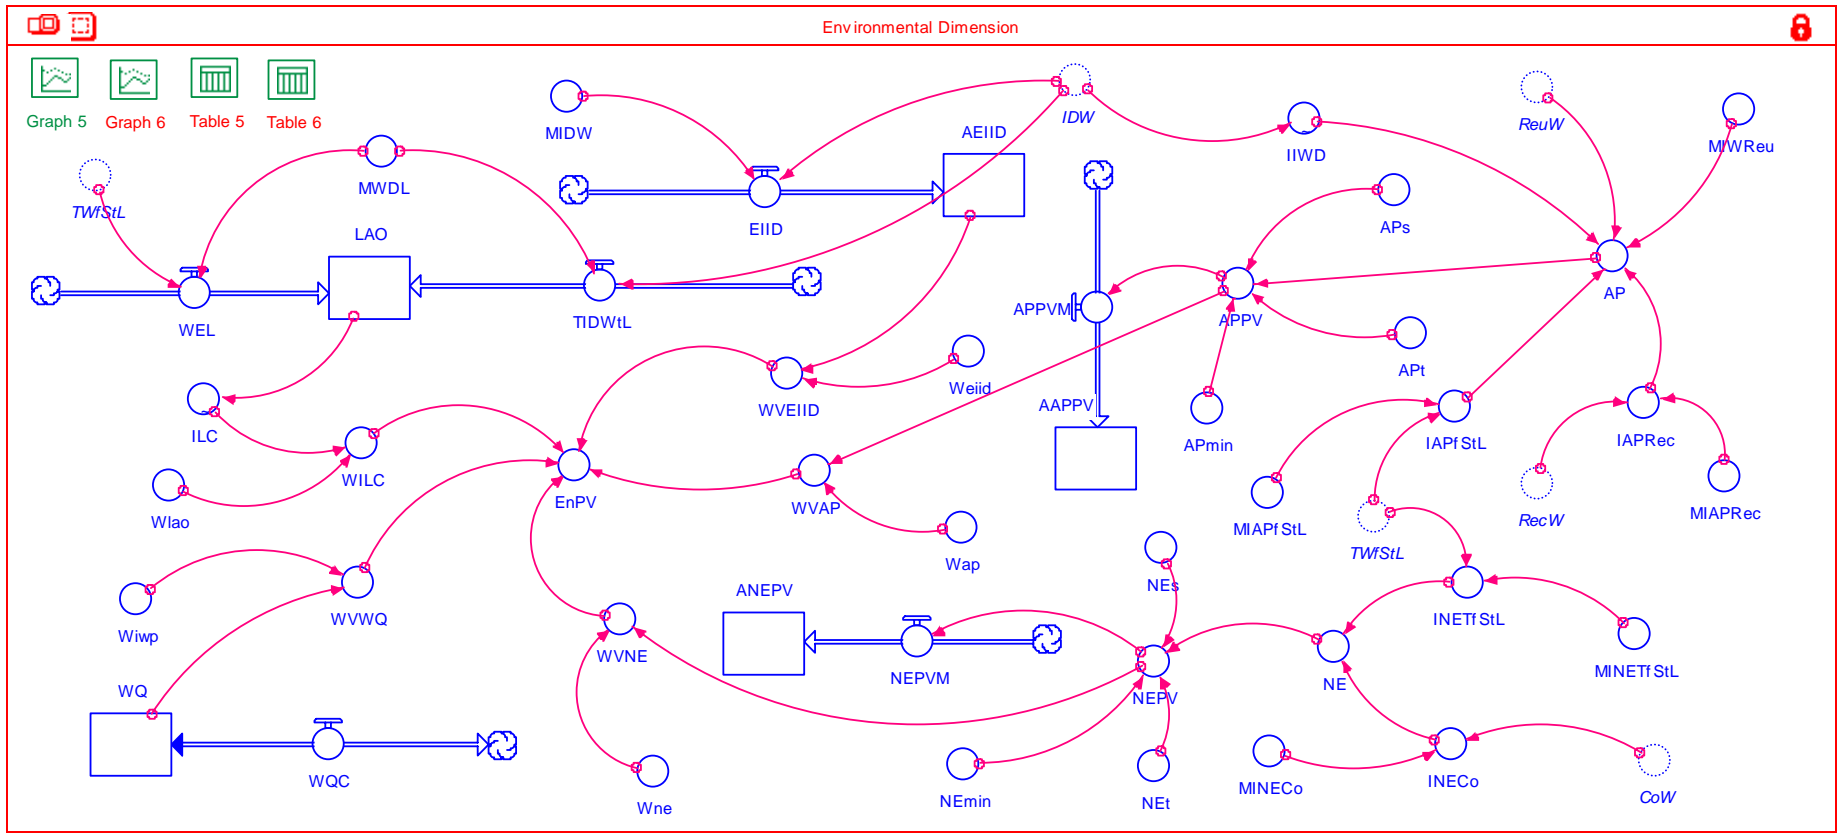 Environmental Dimension
Graph 5
Graph 6
Table 5
Table 6
MIDW
IDW
AEIID
ReuW
MIWReu
IIWD
TWfStL
MWDL
EIID
APs
LAO
WEL
TIDWtL
APPVM
APPV
AP
APt
WVEIID
Weiid
AAPPV
APmin
ILC
WILC
IAPfStL
IAPRec
WIao
EnPV
WVAP
MIAPfStL
RecW
MIAPRec
TWfStL
Wap
NEs
ANEPV
Wiwp
WVWQ
INETfStL
WVNE
NEPVM
NEPV
NE
MINETfStL
WQ
WQC
Wne
NEmin
NEt
MINECo
INECo
CoW